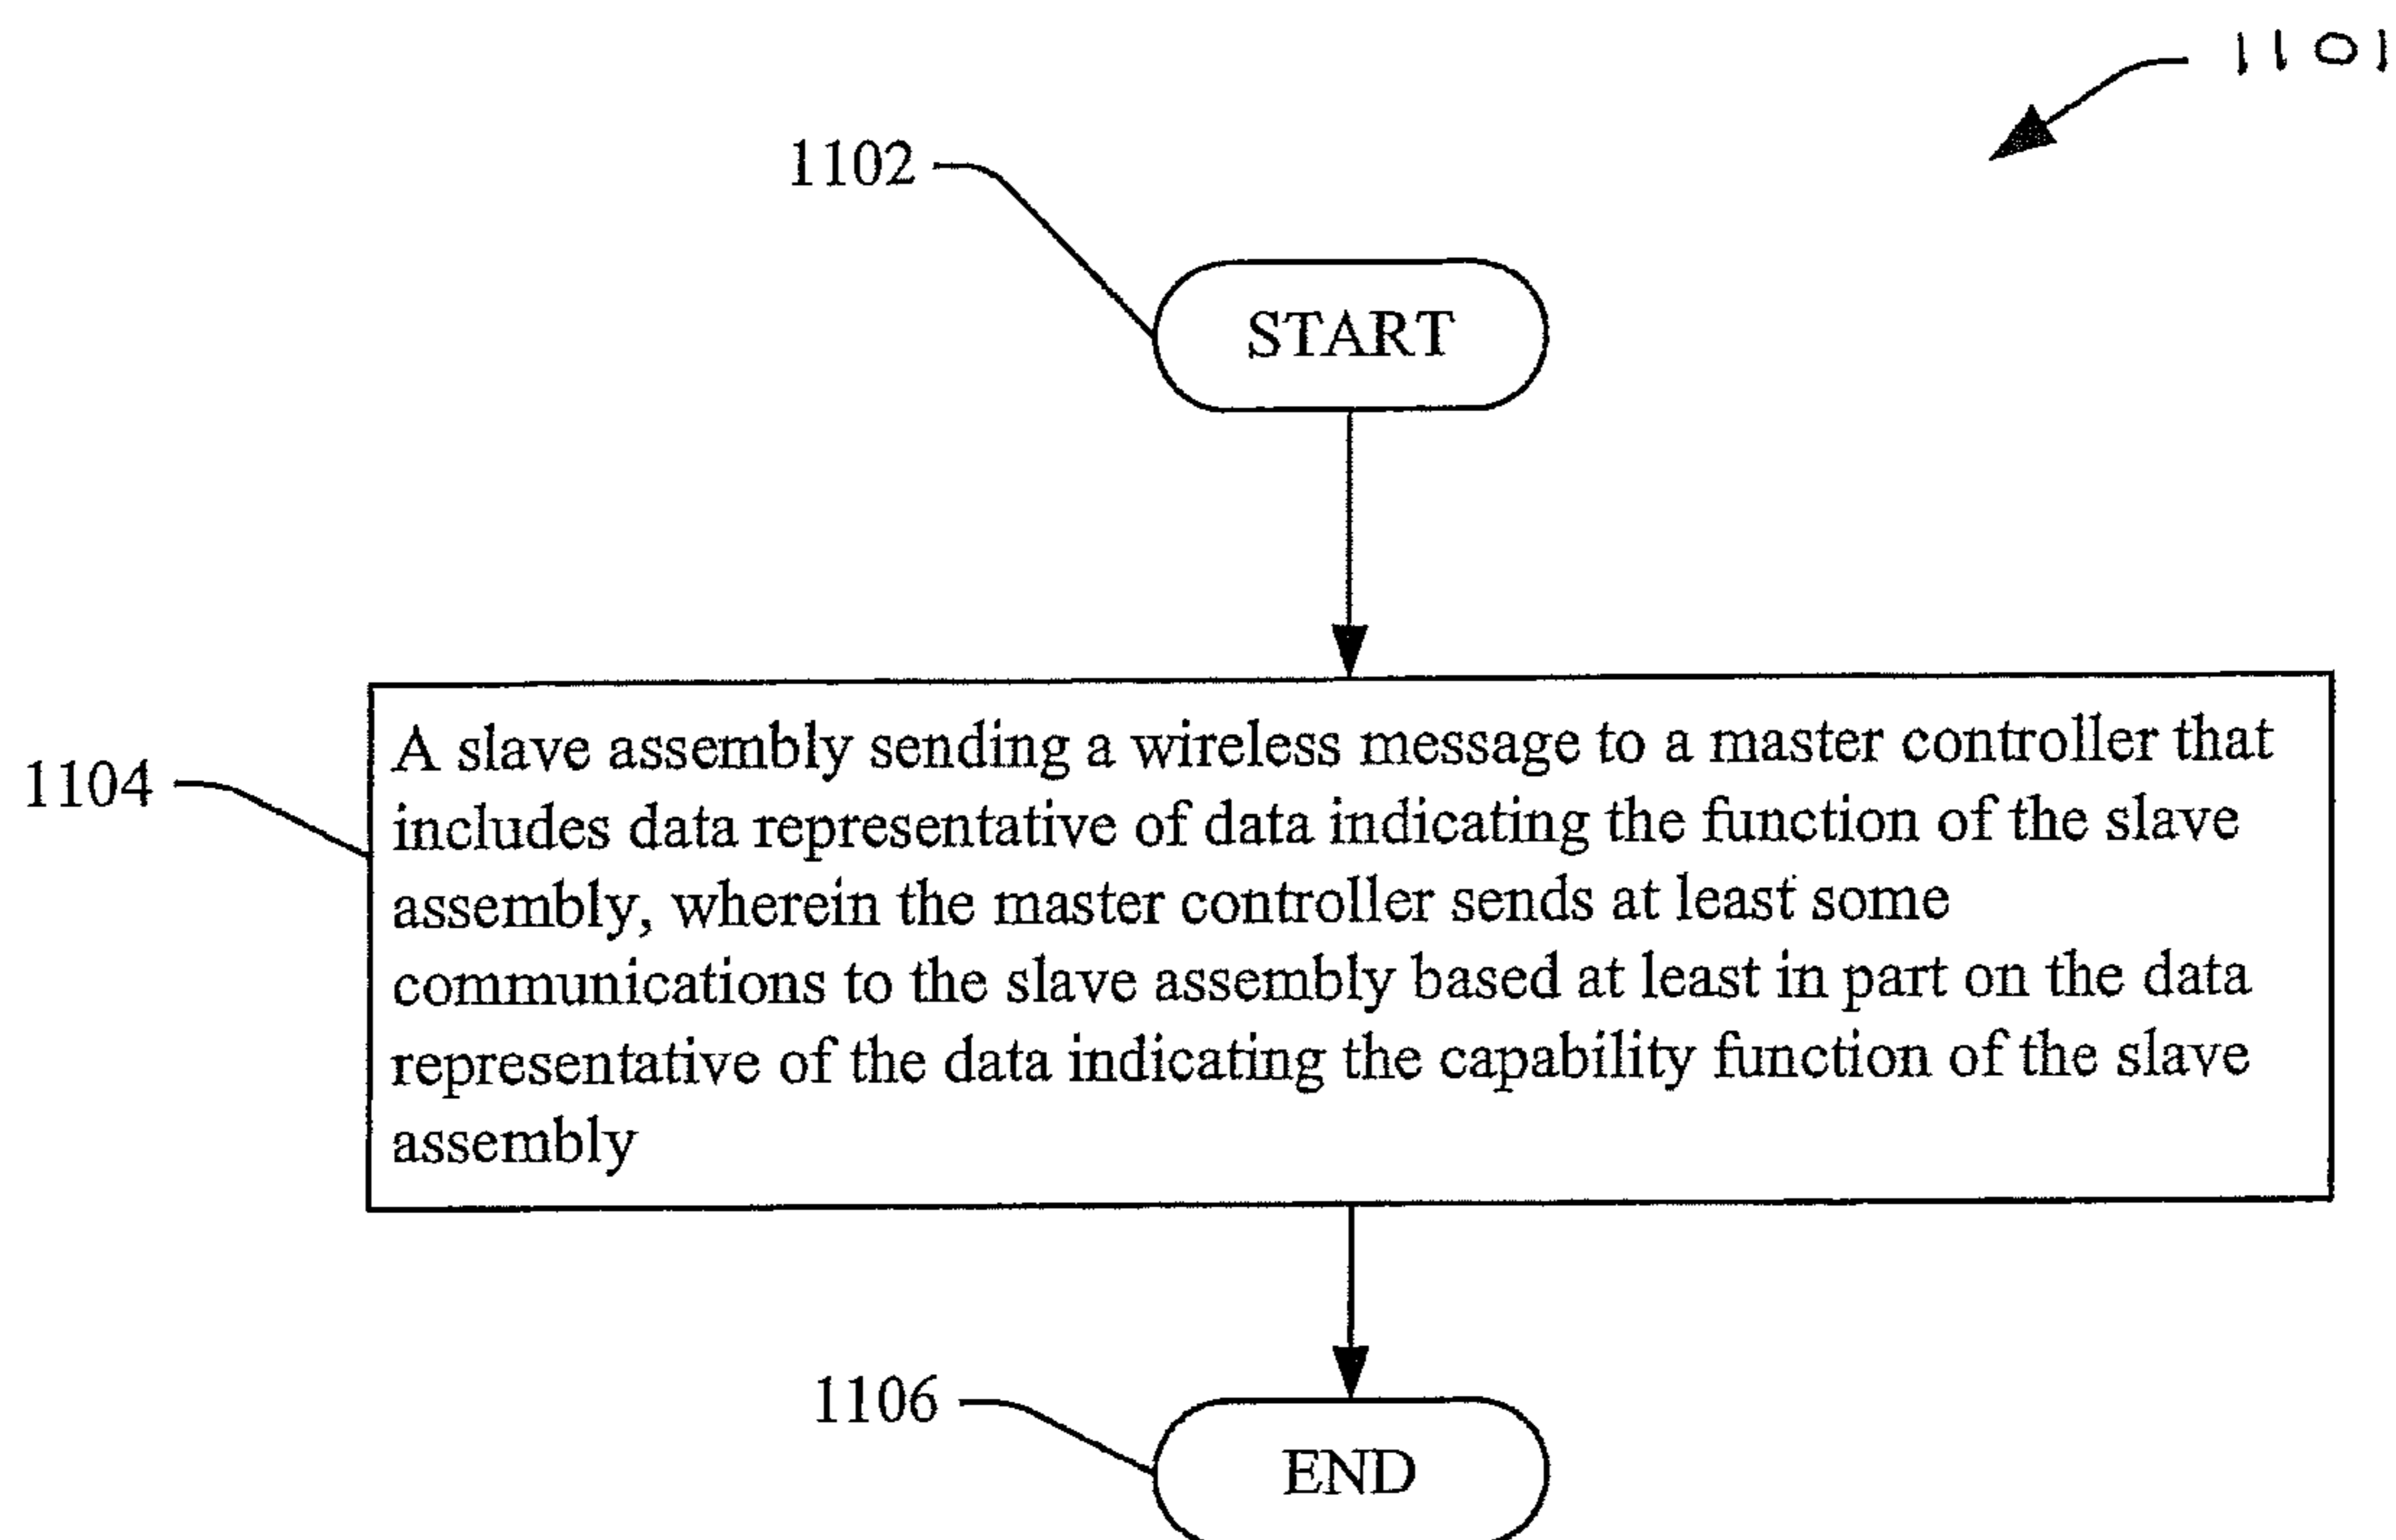 1101
1102
START
1104
A slave assembly sending a wireless message to a master controller that
includes data representative of data indicating the function of the slave
assembly, wherein the master controller sends at least some
communications to the slave assembly based at least in part on the data
representative of the data indicating the capability function of the slave
assembly
1106
END